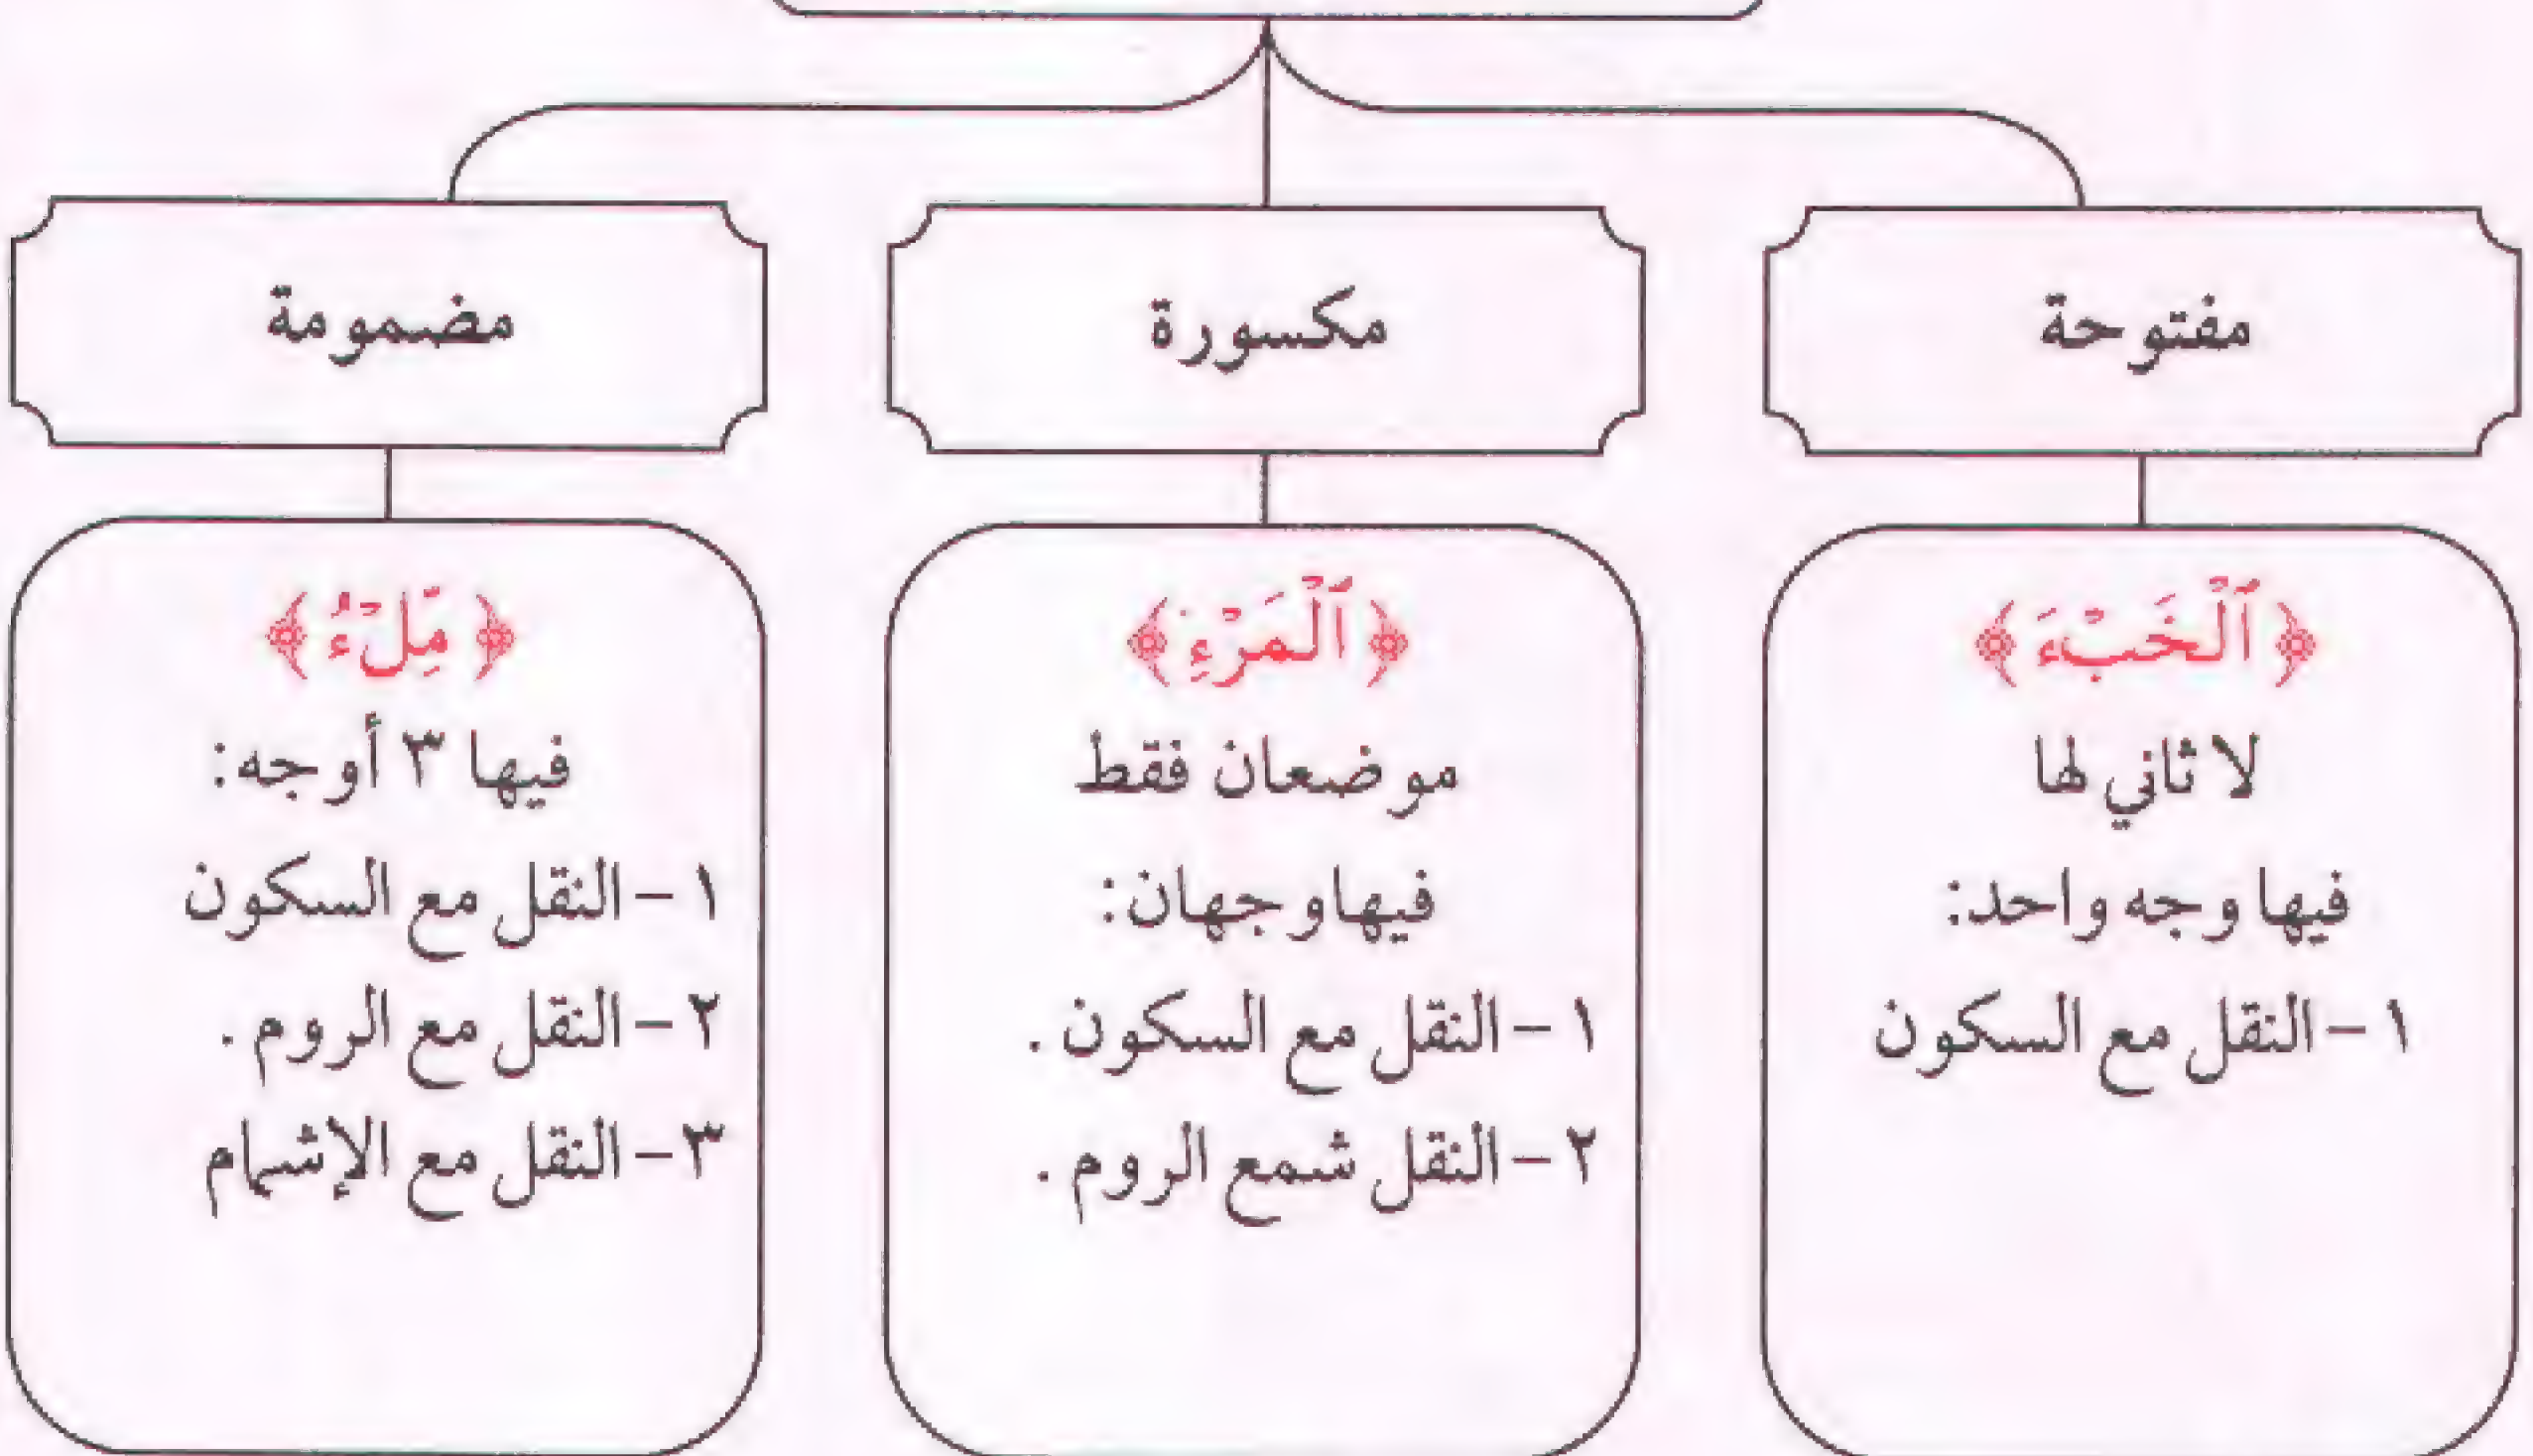 مفتوحة
﴿ ٱلْخَبْءَ ﴾
لا ثاني لها
فيها وجه واحد:
١ - النقل مع السكون
مكسورة
﴿ ٱلْمَرْءِ ﴾
موضعان فقط
فيها وجهان:
١ - النقل مع السكون .
٢ - النقل شمع الروم .
مضمومة
﴿ مِّلْءُ ﴾
فيها ٣ أوجه:
١ - النقل مع السكون
٢ - النقل مع الروم .
٣ - النقل مع الإشمام